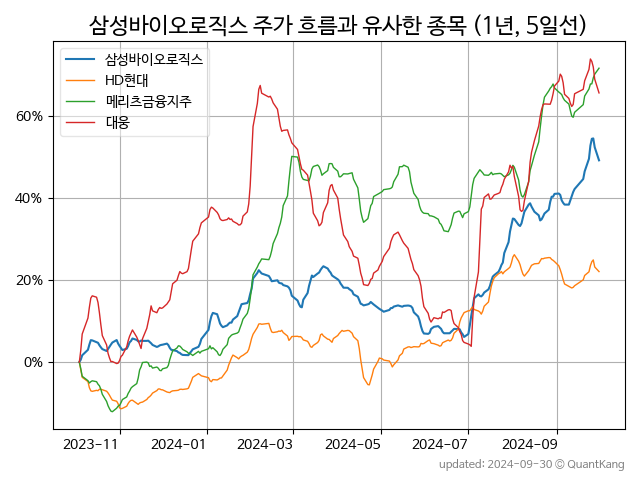 삼성바이오로직스 주가 흐름과 유사한 종목 (1년, 5일선)
삼성바이오로직스
HD현대
메리츠금융지주
대웅
60%
40%
20%
0%
2023-11 2024-01 2024-03 2024-05 2024-07 2024-09
updated: 2024-09-30 © QuantKang